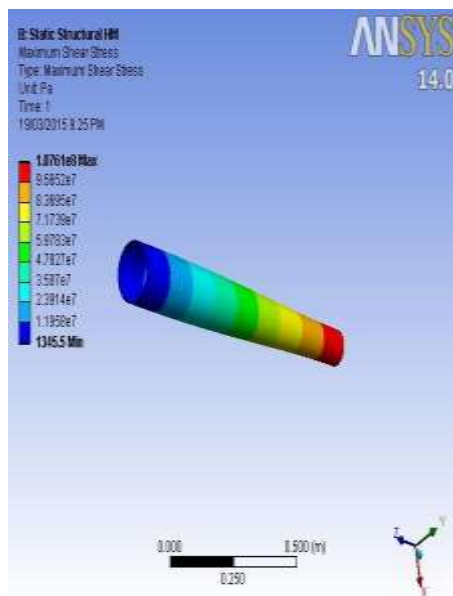 B: Static Structural HM
Maximum Shear Stress
Type: Maximum Shear Stress
Unit: Pa
Time: 1
19/03/2015 8:25 PM
ANSYS
14.0
1.0761e8 Max
9.5652e7
8.3695e7
7.1739e7
5.9783e7
4.7827e7
3.587e7
2.3914e7
1.1958e7
1345.5 Min
0.000
0.500 (m)
0.250
Z
Y
X